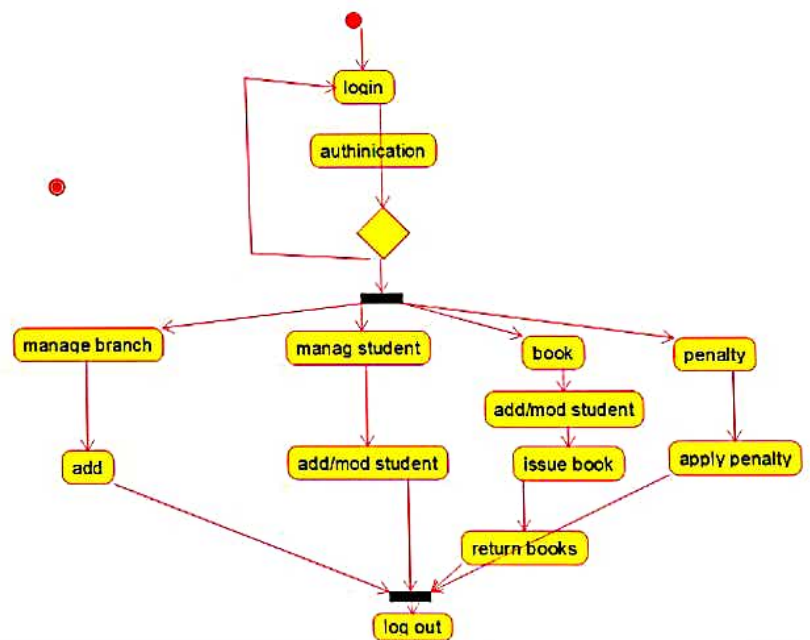 login
authinication
manage branch
manag student
book
penalty
add/mod student
add
add/mod student
issue book
apply penalty
return books
log out